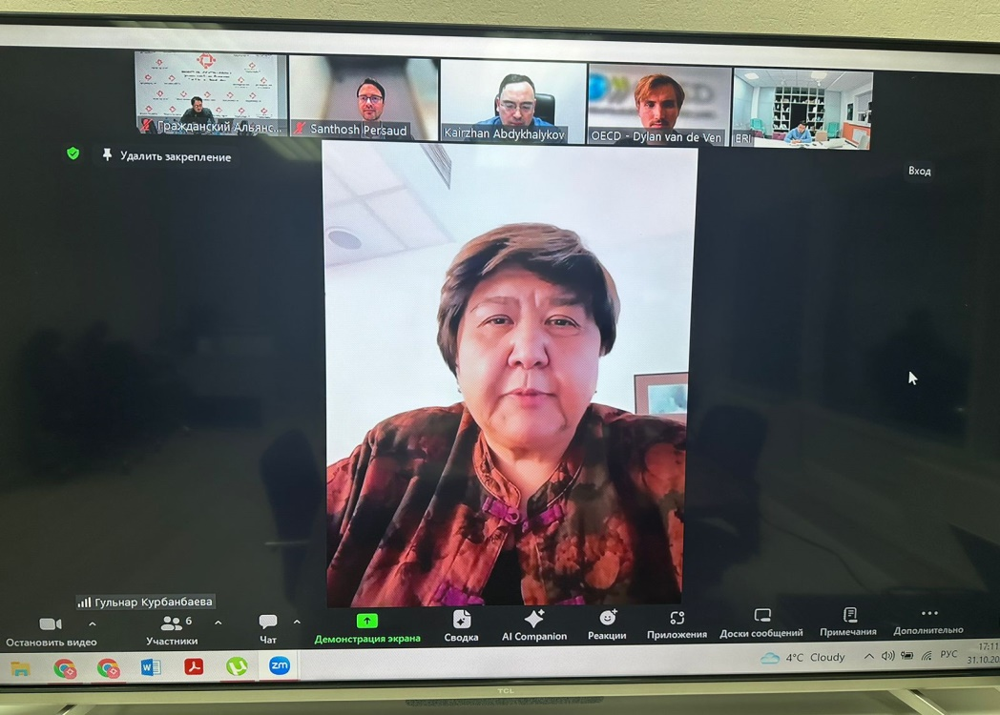 Гражданский Альянс...
Santhosh Persaud
Kairzhan Abdykhalykov
OECD - Dylan van de Ven
ERI
Удалить закрепление
Вход
Гульнар Курбанбаева
6
Остановить видео
Участники
Чат
Демонстрация экрана
Сводка
AI Companion
Реакции
Приложения
Доски сообщений
Примечания
Дополнительно
W
zm
4°C Cloudy
РУС
17:11
31.10.20
TCL